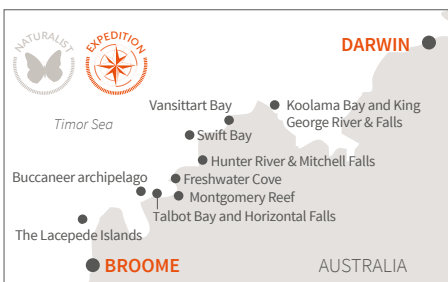 NATURALIST
EXPEDITION
DARWIN
Timor Sea
Vansittart Bay
Koolama Bay and King
George River & Falls
Swift Bay
Hunter River & Mitchell Falls
Buccaneer archipelago
Freshwater Cove
Montgomery Reef
Talbot Bay and Horizontal Falls
The Lacepede Islands
BROOME
AUSTRALIA